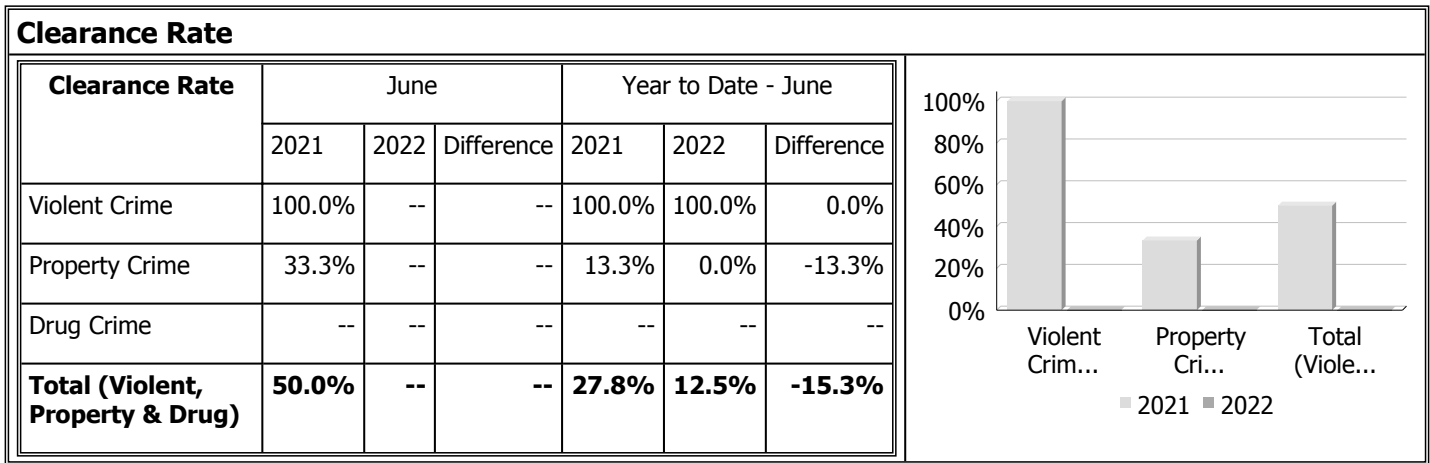 Clearance Rate
Clearance Rate June Year to Date - June
2021 2022 Difference 2021 2022 Difference
Violent Crime 100.0% -- -- 100.0% 100.0% 0.0%
Property Crime 33.3% -- -- 13.3% 0.0% -13.3%
Drug Crime -- -- -- -- -- --
Total (Violent, 50.0% -- -- 27.8% 12.5% -15.3%
Property & Drug)
100%
80%
60%
40%
20%
0%
Violent Property Total
Crim... Cri... (Viole...
2021 2022